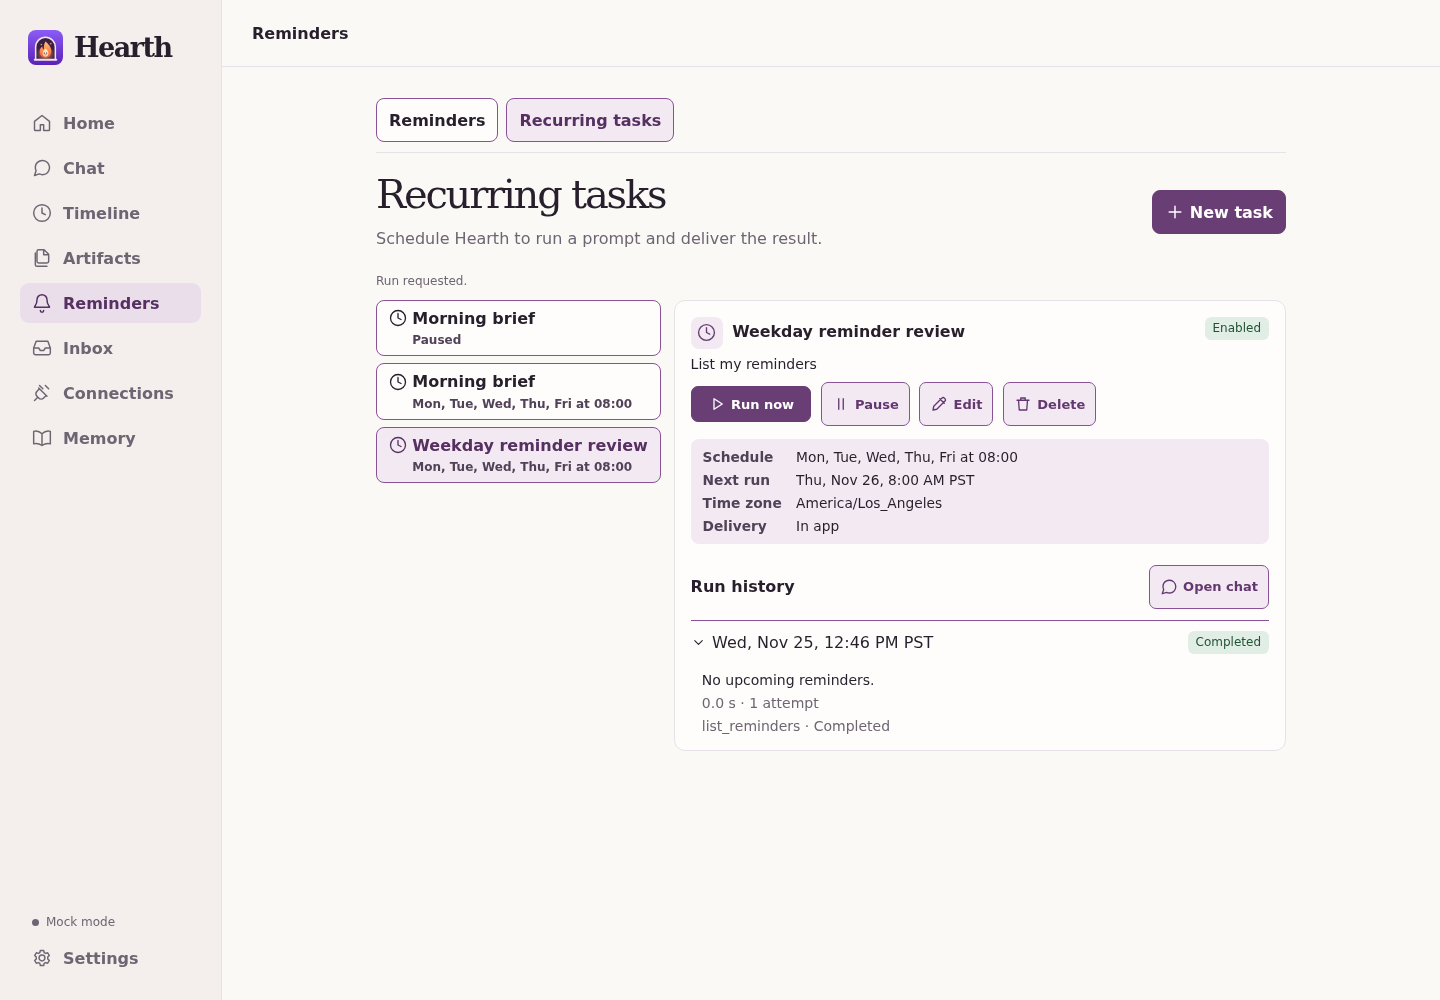 Hearth
Home
Chat
Timeline
Artifacts
Reminders
Inbox
Connections
Memory
Mock mode
Settings
Reminders
Reminders
Recurring tasks
Recurring tasks
Schedule Hearth to run a prompt and deliver the result.
New task
Run requested.
Morning brief
Paused
Morning brief
Mon, Tue, Wed, Thu, Fri at 08:00
Weekday reminder review
Mon, Tue, Wed, Thu, Fri at 08:00
Weekday reminder review
Enabled
List my reminders
Run now
Pause
Edit
Delete
Schedule Mon, Tue, Wed, Thu, Fri at 08:00
Next run Thu, Nov 26, 8:00 AM PST
Time zone America/Los_Angeles
Delivery In app
Run history
Open chat
Wed, Nov 25, 12:46 PM PST
Completed
No upcoming reminders.
0.0 s · 1 attempt
list_reminders · Completed